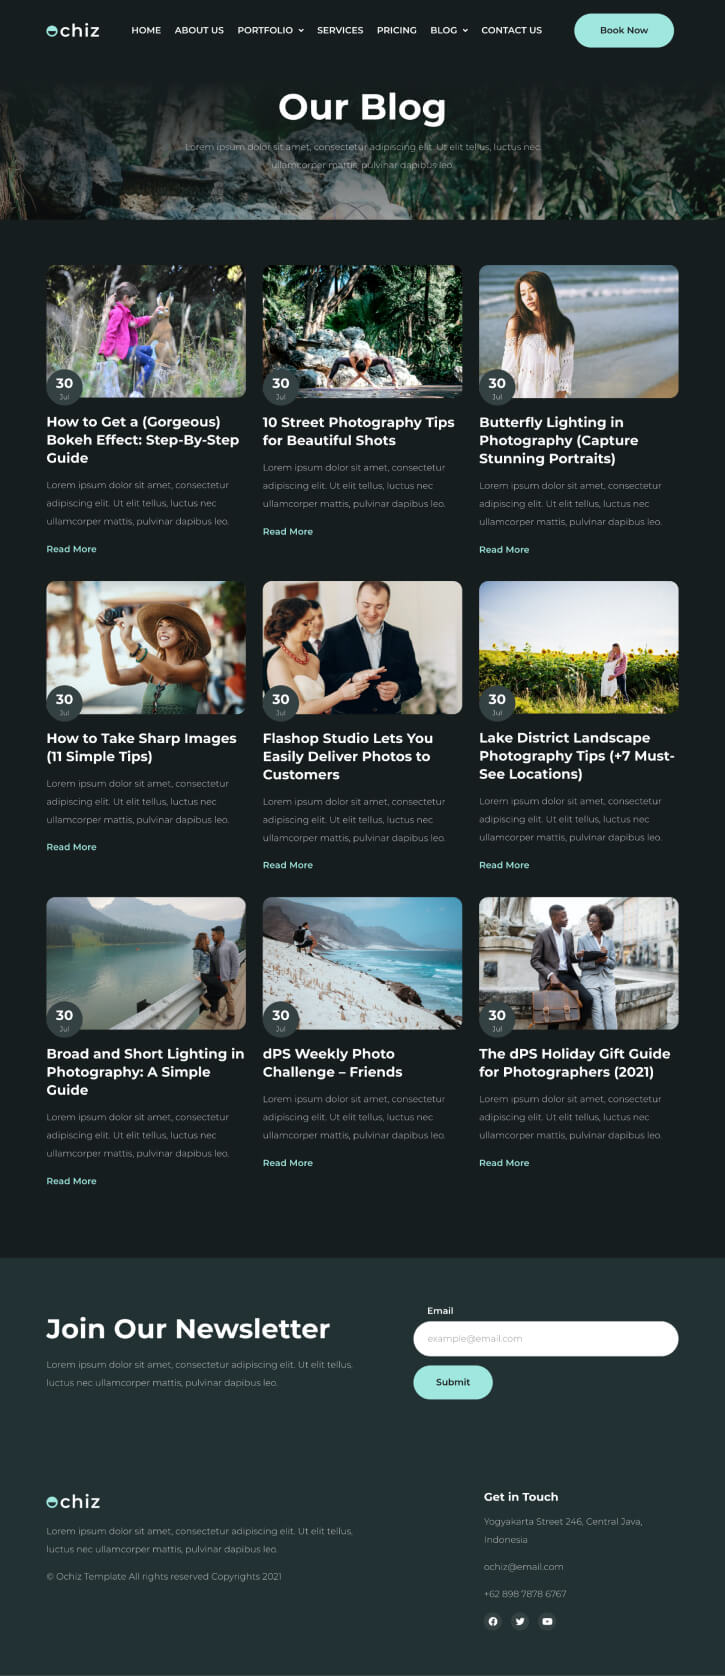 ochiz
HOME ABOUT US PORTFOLIO SERVICES PRICING BLOG CONTACT US Book Now
Our Blog
Lorem ipsum dolor sit amet, consectetur adipiscing elit. Ut elit tellus, luctus nec
ullamcorper mattis, pulvinar dapibus leo.
30
Jul
How to Get a (Gorgeous)
Bokeh Effect: Step-By-Step
Guide
Lorem ipsum dolor sit amet, consectetur
adipiscing elit. Ut elit tellus, luctus nec
ullamcorper mattis, pulvinar dapibus leo.
Read More
30
Jul
10 Street Photography Tips
for Beautiful Shots
Lorem ipsum dolor sit amet, consectetur
adipiscing elit. Ut elit tellus, luctus nec
ullamcorper mattis, pulvinar dapibus leo.
Read More
30
Jul
Butterfly Lighting in
Photography (Capture
Stunning Portraits)
Lorem ipsum dolor sit amet, consectetur
adipiscing elit. Ut elit tellus, luctus nec
ullamcorper mattis, pulvinar dapibus leo.
Read More
30
Jul
How to Take Sharp Images
(11 Simple Tips)
Lorem ipsum dolor sit amet, consectetur
adipiscing elit. Ut elit tellus, luctus nec
ullamcorper mattis, pulvinar dapibus leo.
Read More
30
Jul
Flashop Studio Lets You
Easily Deliver Photos to
Customers
Lorem ipsum dolor sit amet, consectetur
adipiscing elit. Ut elit tellus, luctus nec
ullamcorper mattis, pulvinar dapibus leo.
Read More
30
Jul
Lake District Landscape
Photography Tips (+7 Must-
See Locations)
Lorem ipsum dolor sit amet, consectetur
adipiscing elit. Ut elit tellus, luctus nec
ullamcorper mattis, pulvinar dapibus leo.
Read More
30
Jul
Broad and Short Lighting in
Photography: A Simple
Guide
Lorem ipsum dolor sit amet, consectetur
adipiscing elit. Ut elit tellus, luctus nec
ullamcorper mattis, pulvinar dapibus leo.
Read More
30
Jul
dPS Weekly Photo
Challenge – Friends
Lorem ipsum dolor sit amet, consectetur
adipiscing elit. Ut elit tellus, luctus nec
ullamcorper mattis, pulvinar dapibus leo.
Read More
30
Jul
The dPS Holiday Gift Guide
for Photographers (2021)
Lorem ipsum dolor sit amet, consectetur
adipiscing elit. Ut elit tellus, luctus nec
ullamcorper mattis, pulvinar dapibus leo.
Read More
Join Our Newsletter
Lorem ipsum dolor sit amet, consectetur adipiscing elit. Ut elit tellus,
luctus nec ullamcorper mattis, pulvinar dapibus leo.
Email
example@email.com
Submit
ochiz
Lorem ipsum dolor sit amet, consectetur adipiscing elit. Ut elit tellus,
luctus nec ullamcorper mattis, pulvinar dapibus leo.
© Ochiz Template All rights reserved Copyrights 2021
Get in Touch
Yogyakarta Street 246, Central Java,
Indonesia
ochiz@email.com
+62 898 7878 6767